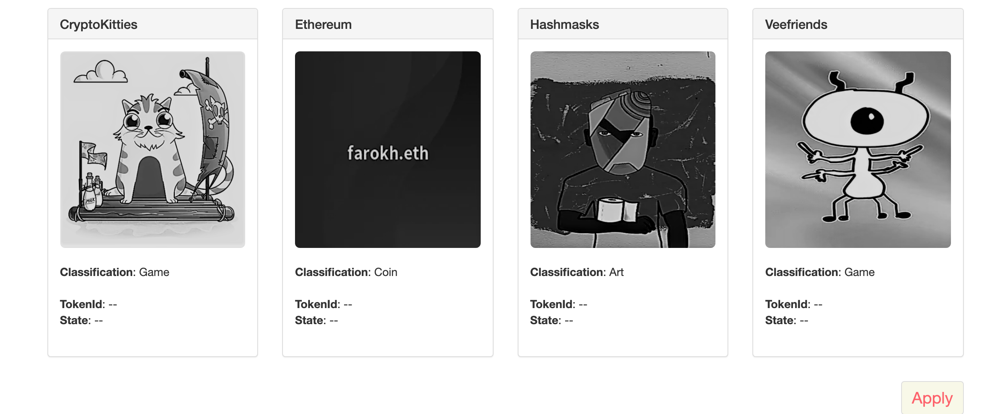 CryptoKitties
MiLK
Classification: Game
TokenId: --
State: --
Ethereum
farokh.eth
Classification: Coin
TokenId: --
State: --
Hashmasks
Classification: Art
TokenId: --
State: --
Veefriends
Classification: Game
TokenId: --
State: --
Apply